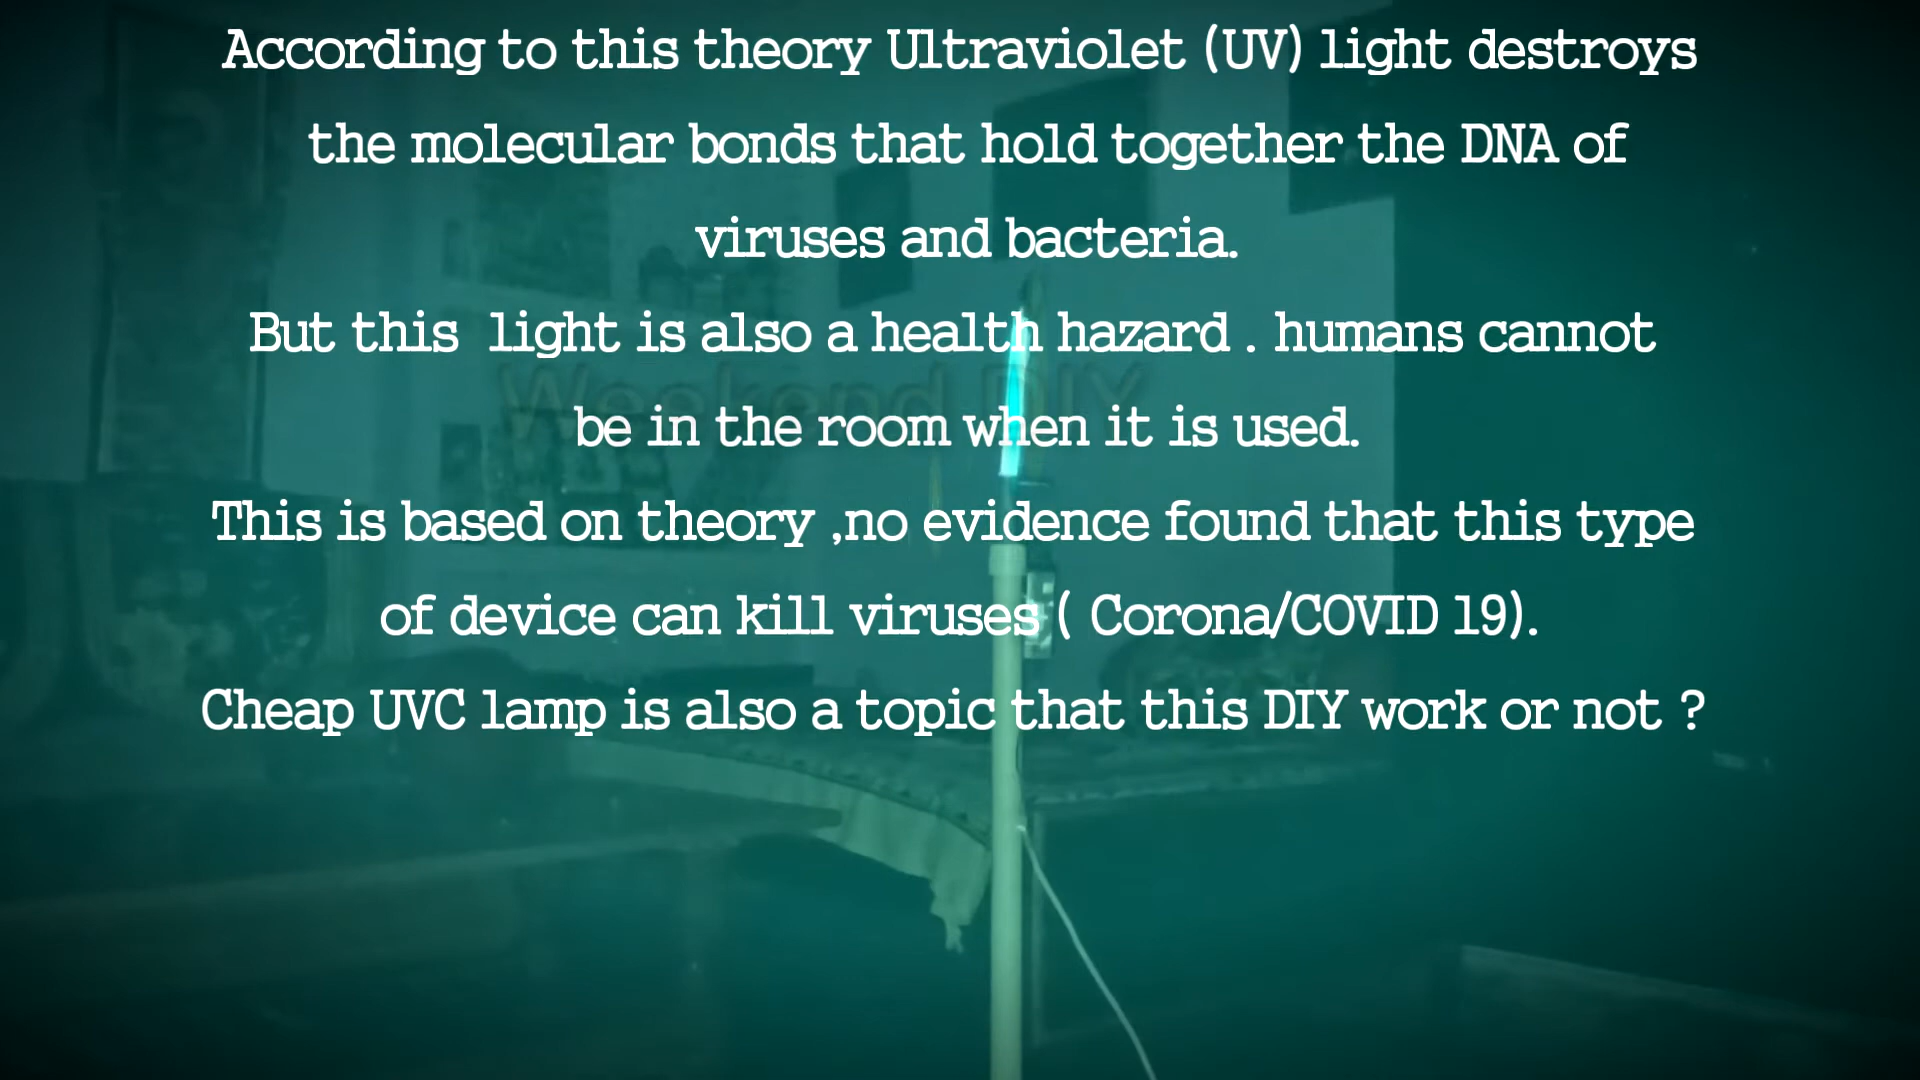 According to this theory Ultraviolet (UV) light destroys
the molecular bonds that hold together the DNA of
viruses and bacteria.
But this  light is also a health hazard . humans cannot
Weekend DIY
be in the room when it is used.
This is based on theory ,no evidence found that this type
of device can kill viruses ( Corona/COVID 19).
Cheap UVC lamp is also a topic that this DIY work or not ?